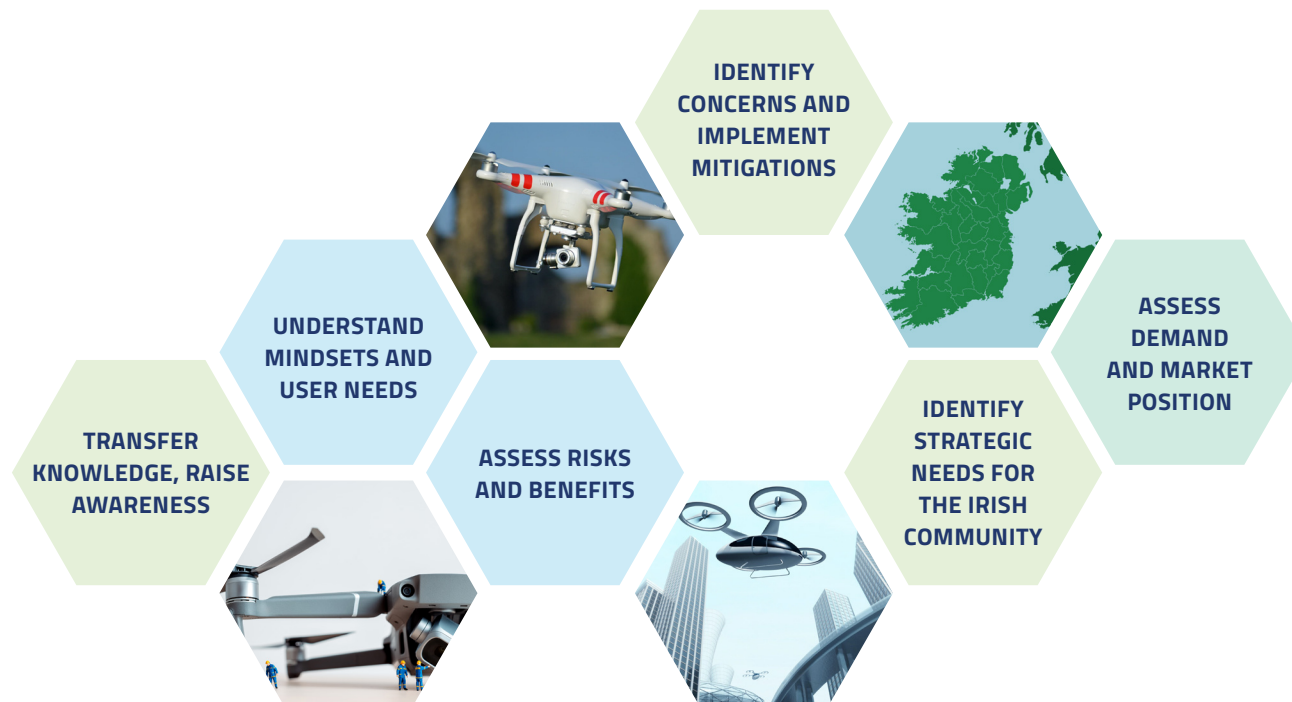 IDENTIFY
CONCERNS AND
IMPLEMENT
MITIGATIONS
UNDERSTAND
MINDSETS AND
USER NEEDS
ASSESS
DEMAND
AND MARKET
POSITION
TRANSFER
KNOWLEDGE, RAISE
AWARENESS
ASSESS RISKS
AND BENEFITS
IDENTIFY
STRATEGIC
NEEDS FOR
THE IRISH
COMMUNITY